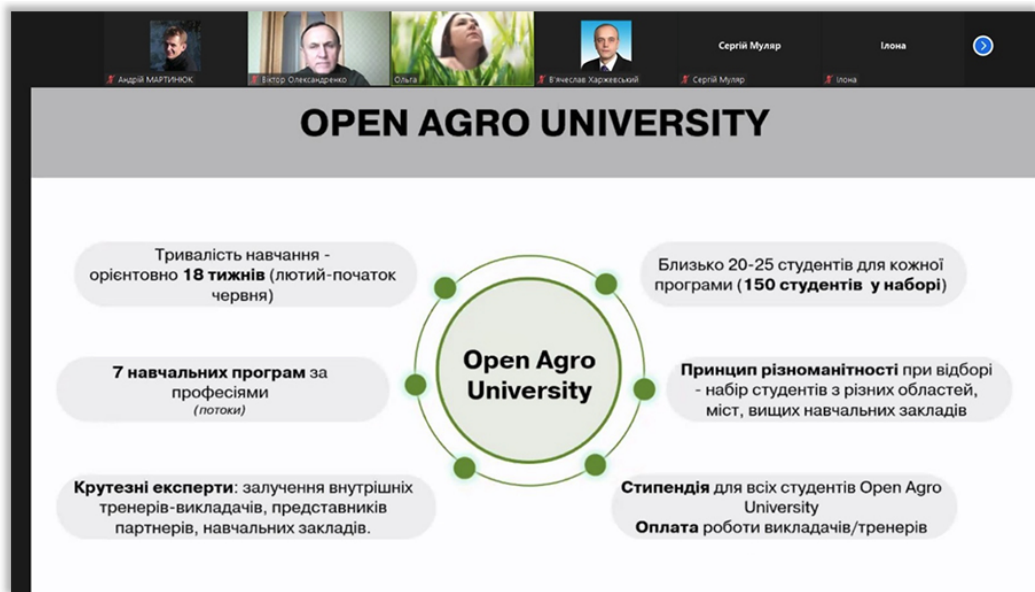 Сергій Муляр
Ілона
Андрій МАРТИНЮК
Віктор Олександренко
Ольга
В'ячеслав Харжевський
Сергій Муляр
Ілона
OPEN AGRO UNIVERSITY
Тривалість навчання -
орієнтовно 18 тижнів (лютий-початок
червня)
7 навчальних програм за
професіями
(потоки)
Крутезні експерти: залучення внутрішніх
тренерів-викладачів, представників
партнерів, навчальних закладів.
Open Agro
University
Близько 20-25 студентів для кожної
програми (150 студентів у наборі)
Принцип різноманітності при відборі
- набір студентів з різних областей,
міст, вищих навчальних закладів
Стипендія для всіх студентів Open Agro
University
Оплата роботи викладачів/тренерів